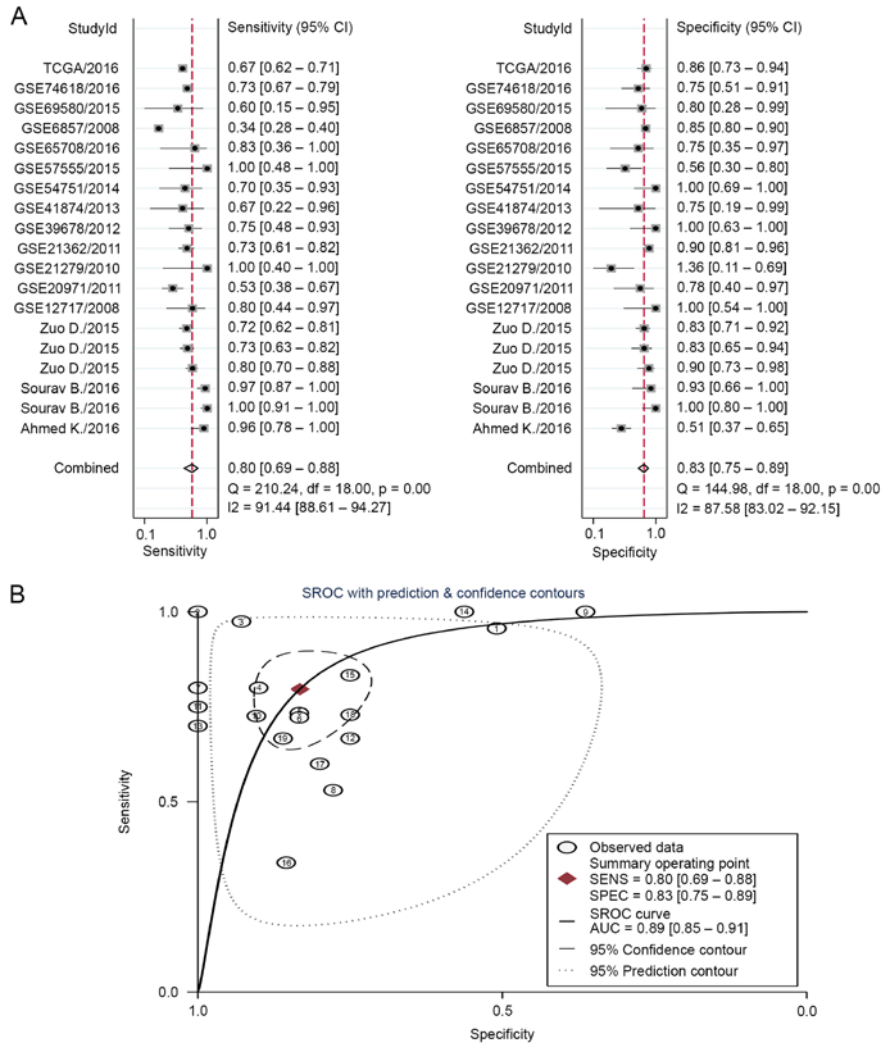 A
StudyId Sensitivity (95% CI)
TCGA/2016 0.67 [0.62 – 0.71]
GSE74618/2016 0.73 [0.67 – 0.79]
GSE69580/2015 0.60 [0.15 – 0.95]
GSE6857/2008 0.34 [0.28 – 0.40]
GSE65708/2016 0.83 [0.36 – 1.00]
GSE57555/2015 1.00 [0.48 – 1.00]
GSE54751/2014 0.70 [0.35 – 0.93]
GSE41874/2013 0.67 [0.22 – 0.96]
GSE39678/2012 0.75 [0.48 – 0.93]
GSE21362/2011 0.73 [0.61 – 0.82]
GSE21279/2010 1.00 [0.40 – 1.00]
GSE20971/2011 0.53 [0.38 – 0.67]
GSE12717/2008 0.80 [0.44 – 0.97]
Zuo D./2015 0.72 [0.62 – 0.81]
Zuo D./2015 0.73 [0.63 – 0.82]
Zuo D./2015 0.80 [0.70 – 0.88]
Sourav B./2016 0.97 [0.87 – 1.00]
Sourav B./2016 1.00 [0.91 – 1.00]
Ahmed K./2016 0.96 [0.78 – 1.00]
Combined 0.80 [0.69 – 0.88]
Q = 210.24, df = 18.00, p = 0.00
I2 = 91.44 [88.61 – 94.27]
0.1 1.0
Sensitivity
StudyId Specificity (95% CI)
TCGA/2016 0.86 [0.73 – 0.94]
GSE74618/2016 0.75 [0.51 – 0.91]
GSE69580/2015 0.80 [0.28 – 0.99]
GSE6857/2008 0.85 [0.80 – 0.90]
GSE65708/2016 0.75 [0.35 – 0.97]
GSE57555/2015 0.56 [0.30 – 0.80]
GSE54751/2014 1.00 [0.69 – 1.00]
GSE41874/2013 0.75 [0.19 – 0.99]
GSE39678/2012 1.00 [0.63 – 1.00]
GSE21362/2011 0.90 [0.81 – 0.96]
GSE21279/2010 1.36 [0.11 – 0.69]
GSE20971/2011 0.78 [0.40 – 0.97]
GSE12717/2008 1.00 [0.54 – 1.00]
Zuo D./2015 0.83 [0.71 – 0.92]
Zuo D./2015 0.83 [0.65 – 0.94]
Zuo D./2015 0.90 [0.73 – 0.98]
Sourav B./2016 0.93 [0.66 – 1.00]
Sourav B./2016 1.00 [0.80 – 1.00]
Ahmed K./2016 0.51 [0.37 – 0.65]
Combined 0.83 [0.75 – 0.89]
Q = 144.98, df = 18.00, p = 0.00
I2 = 87.58 [83.02 – 92.15]
0.1 1.0
Specificity
B
SROC with prediction & confidence contours
1.0
3
14
9
1
4
15
11
10
18
13
19
12
17
8
0.5
16
Sensitivity
Observed data
Summary operating point
SENS = 0.80 [0.69 – 0.88]
SPEC = 0.83 [0.75 – 0.89]
SROC curve
AUC = 0.89 [0.85 – 0.91]
95% Confidence contour
95% Prediction contour
0.0
1.0 0.5 0.0
Specificity